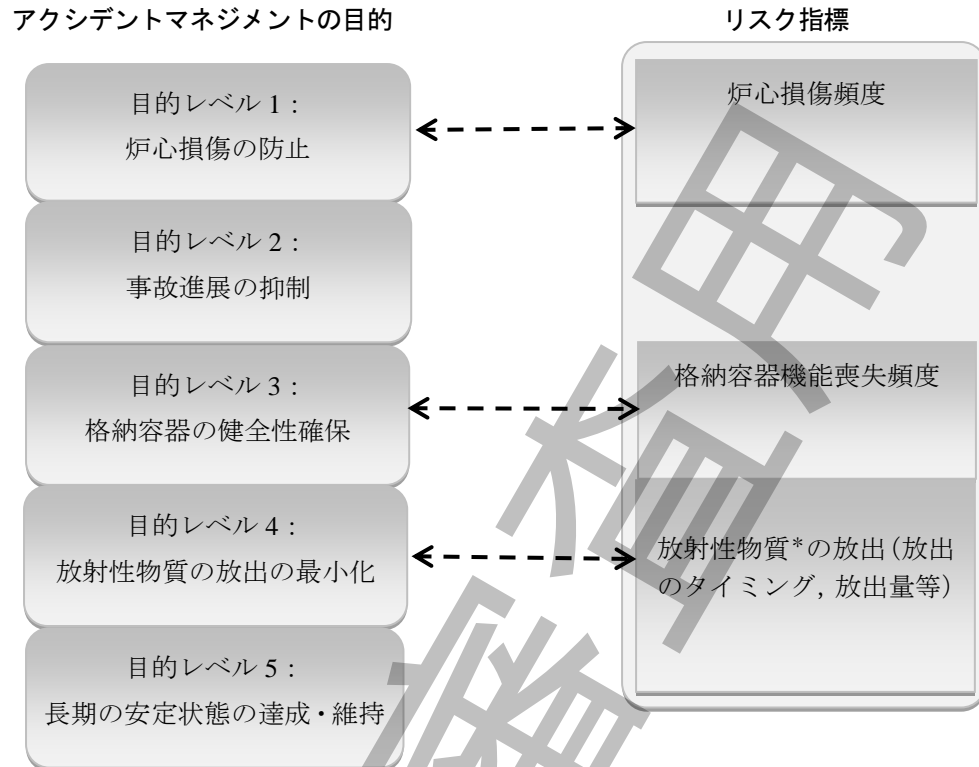 アクシデントマネジメントの目的
リスク指標
目的レベル 1：
炉心損傷の防止
炉心損傷頻度
目的レベル 2：
事故進展の抑制
目的レベル 3：
格納容器の健全性確保
格納容器機能喪失頻度
目的レベル 4：
放射性物質の放出の最小化
放射性物質*の放出（放出
のタイミング, 放出量等）
目的レベル 5：
長期の安定状態の達成・維持
審査用